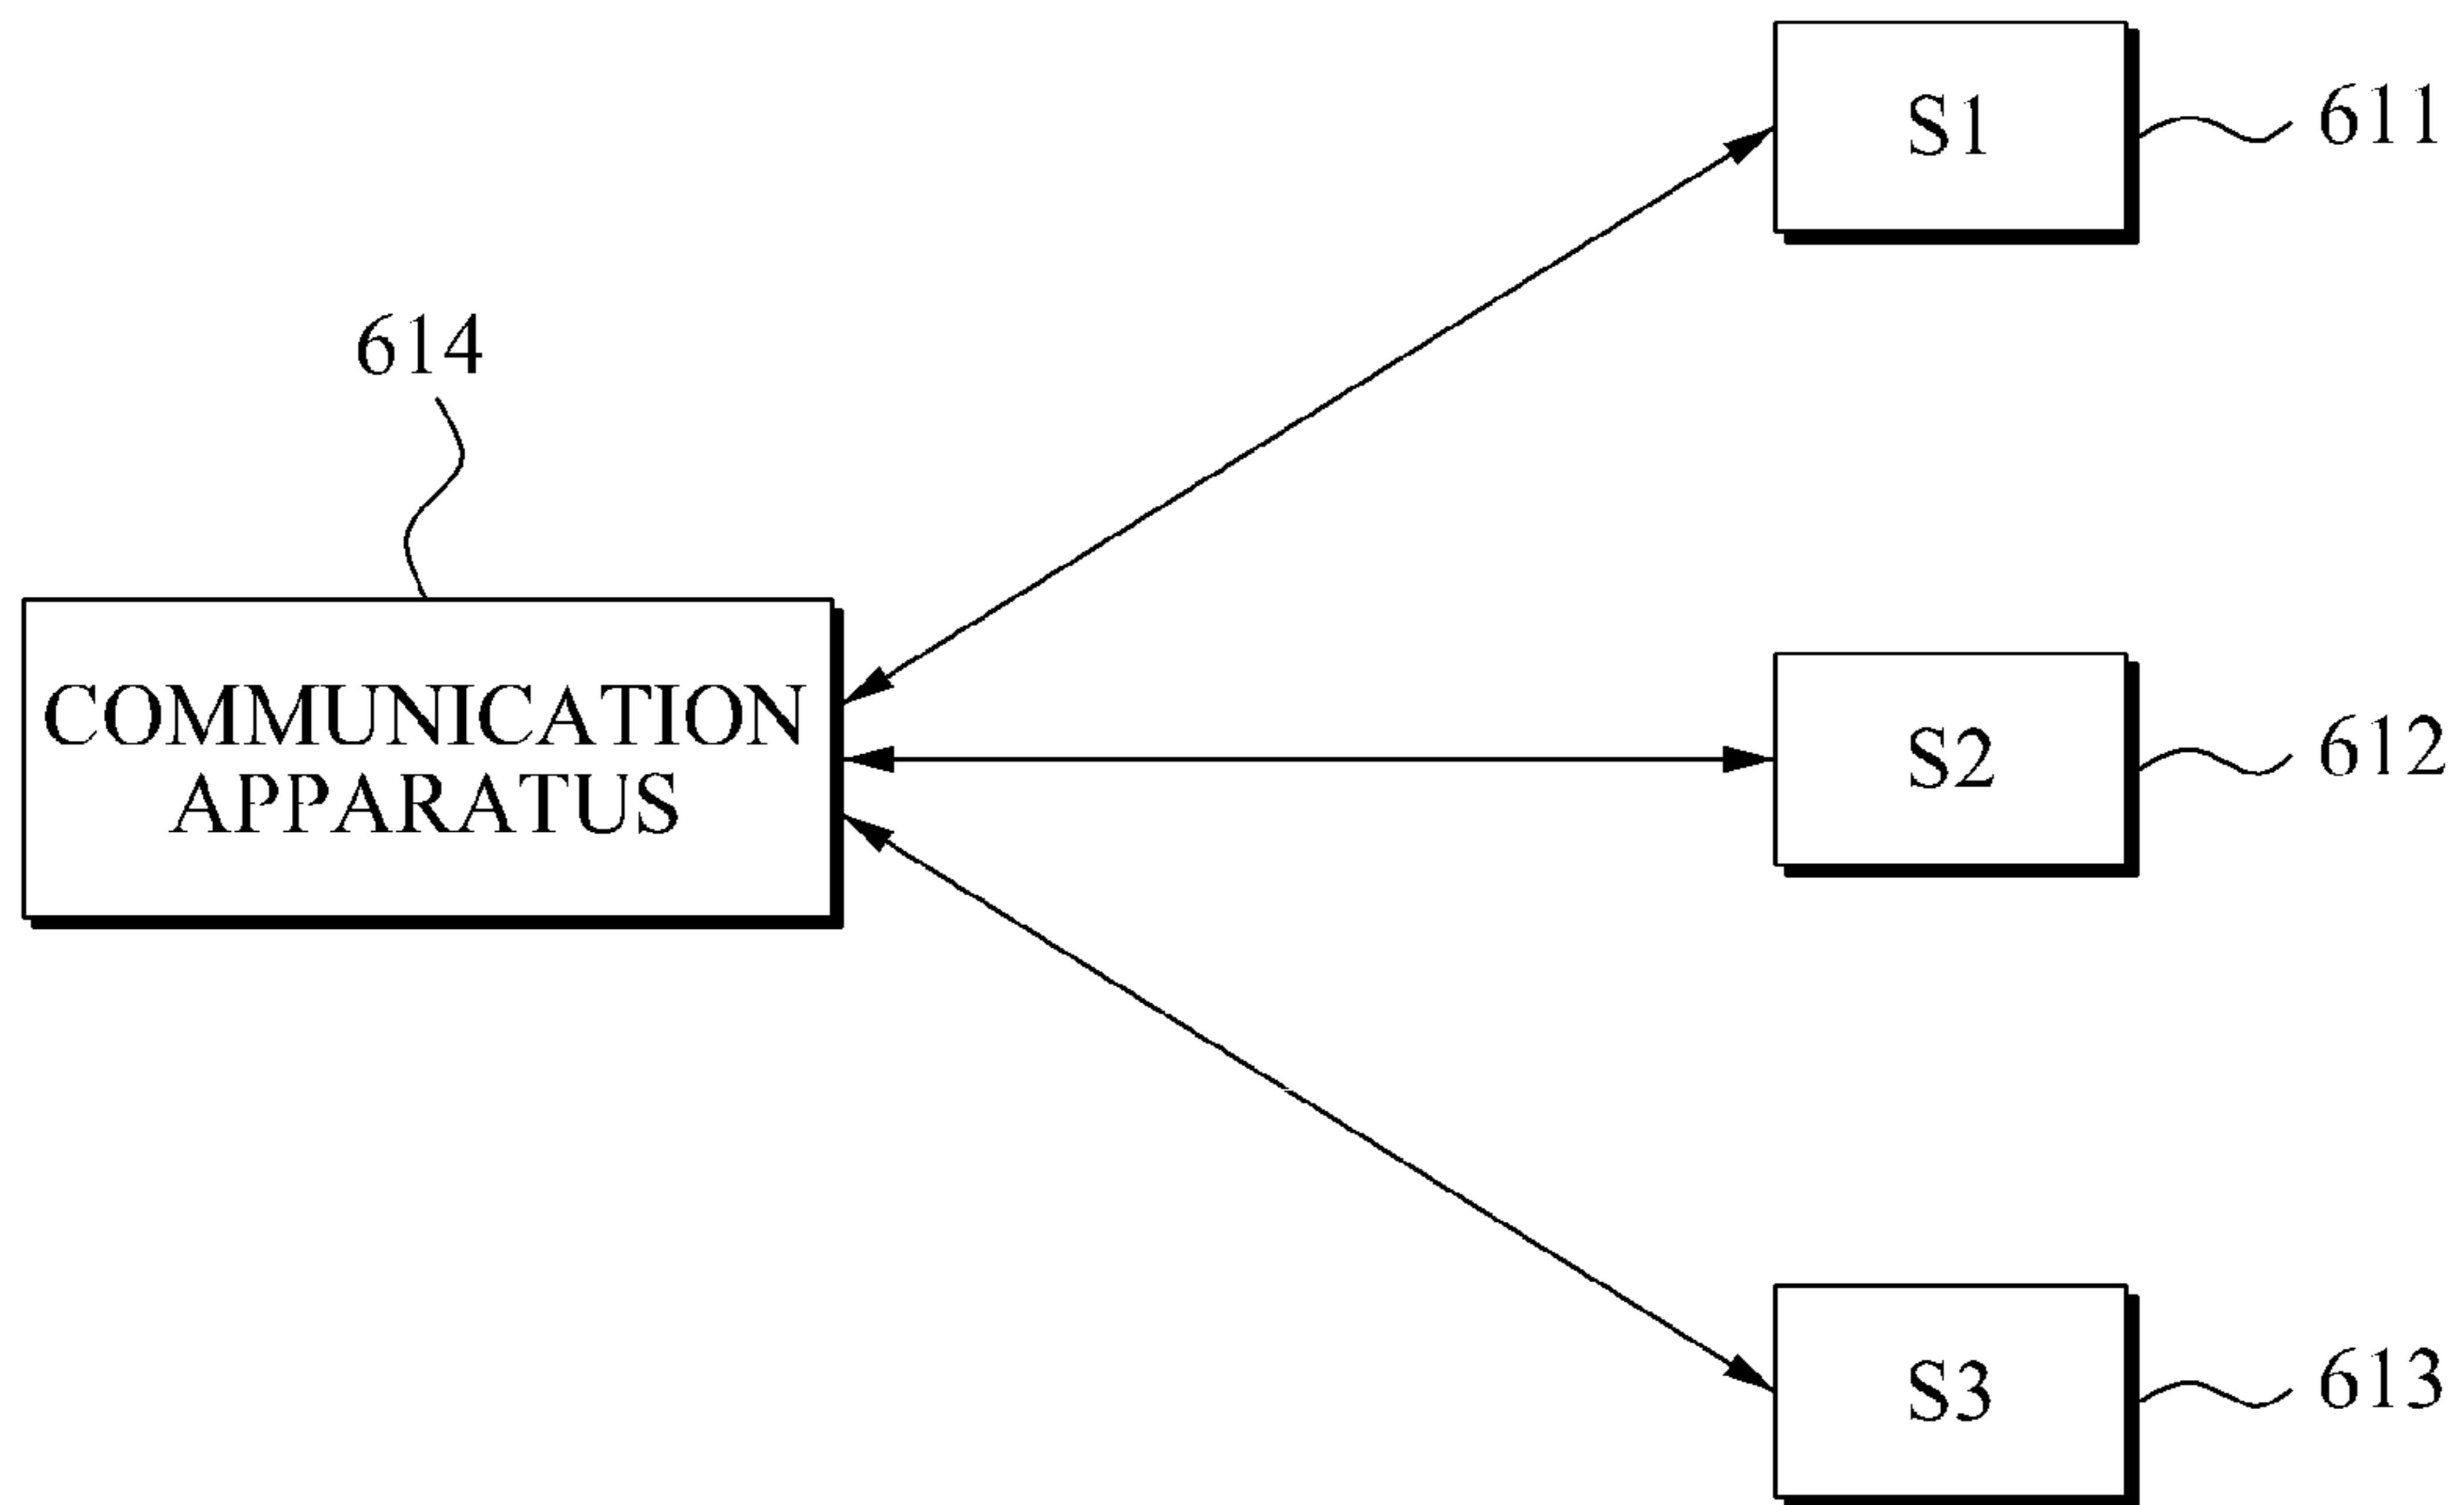 S1
611
614
COMMUNICATION
APPARATUS
S2
612
S3
613